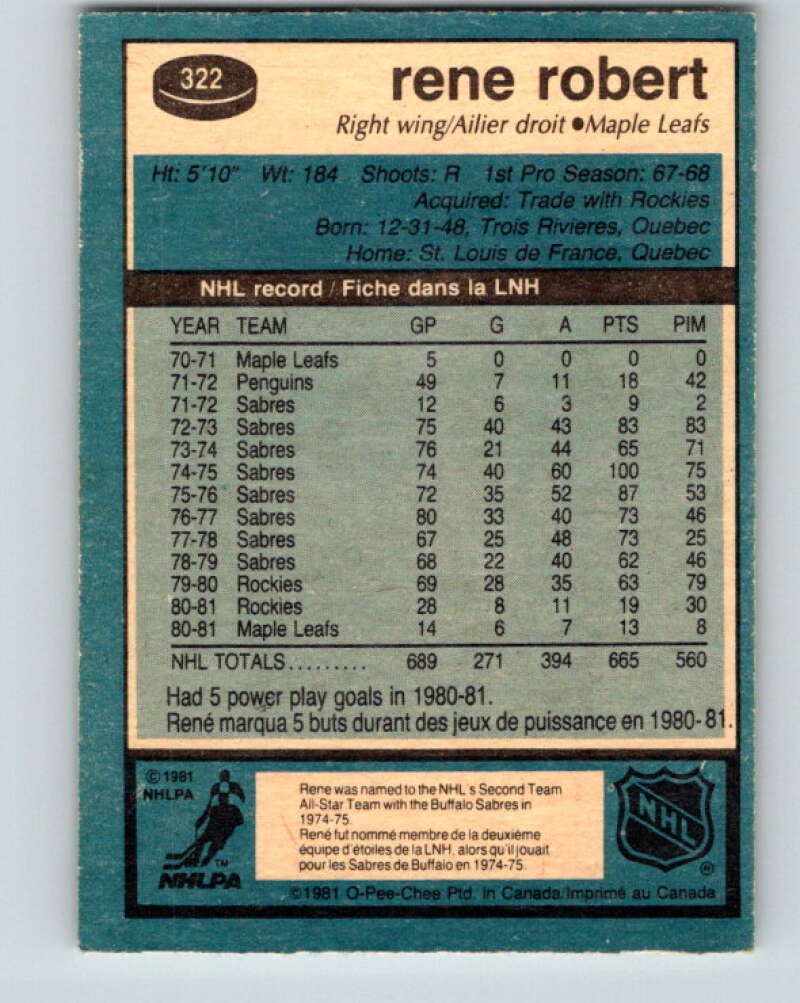 322
rene robert
Right wing/Ailier droit ● Maple Leafs
Ht: 5'10" Wt: 184 Shoots: R 1st Pro Season: 67-68
Acquired: Trade with Rockies
Born: 12-31-48, Trois Rivieres, Quebec
Home: St. Louis de France, Quebec
NHL record / Fiche dans la LNH
YEAR TEAM GP G A PTS PIM
70-71 Maple Leafs 5 0 0 0 0
71-72 Penguins 49 7 11 18 42
71-72 Sabres 12 6 3 9 2
72-73 Sabres 75 40 43 83 83
73-74 Sabres 76 21 44 65 71
74-75 Sabres 74 40 60 100 75
75-76 Sabres 72 35 52 87 53
76-77 Sabres 80 33 40 73 46
77-78 Sabres 67 25 48 73 25
78-79 Sabres 68 22 40 62 46
79-80 Rockies 69 28 35 63 79
80-81 Rockies 28 8 11 19 30
80-81 Maple Leafs 14 6 7 13 8
NHL TOTALS......... 689 271 394 665 560
Had 5 power play goals in 1980-81.
René marqua 5 buts durant des jeux de puissance en 1980-81.
©1981
NHLPA
Rene was named to the NHL's Second Team
All-Star Team with the Buffalo Sabres in
1974-75.
René fut nommé membre de la deuxième
équipe d'étoiles de la LNH, alors qu'il jouait
pour les Sabres de Buffalo en 1974-75.
TM
NHLPA
NHL
®
©1981 O-Pee-Chee Ptd. in Canada/Imprimé au Canada